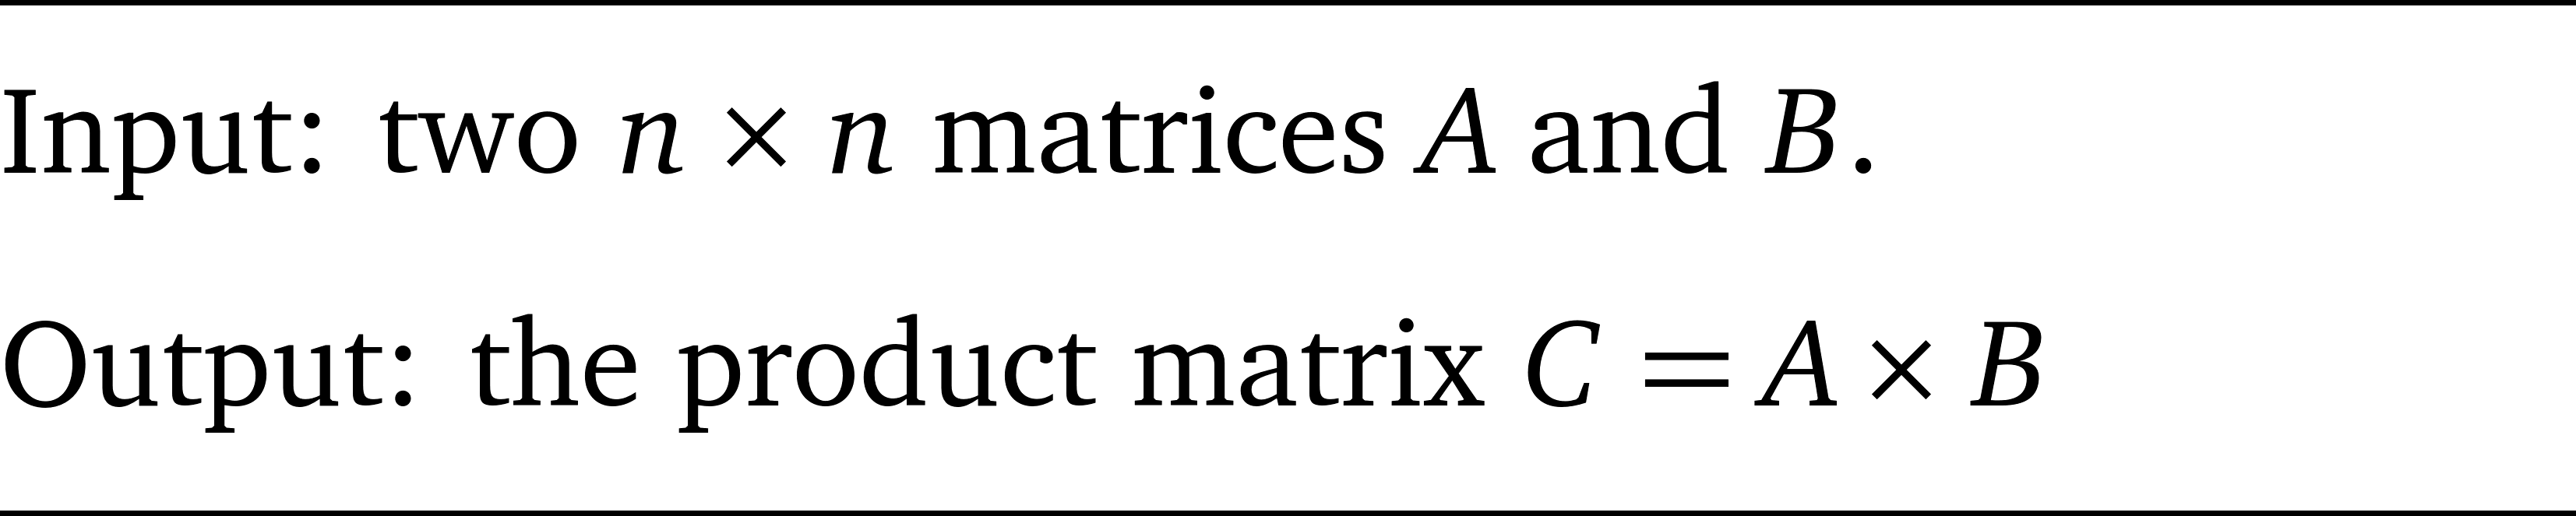 Input: two n × n matrices A and B.
Output: the product matrix C = A × B